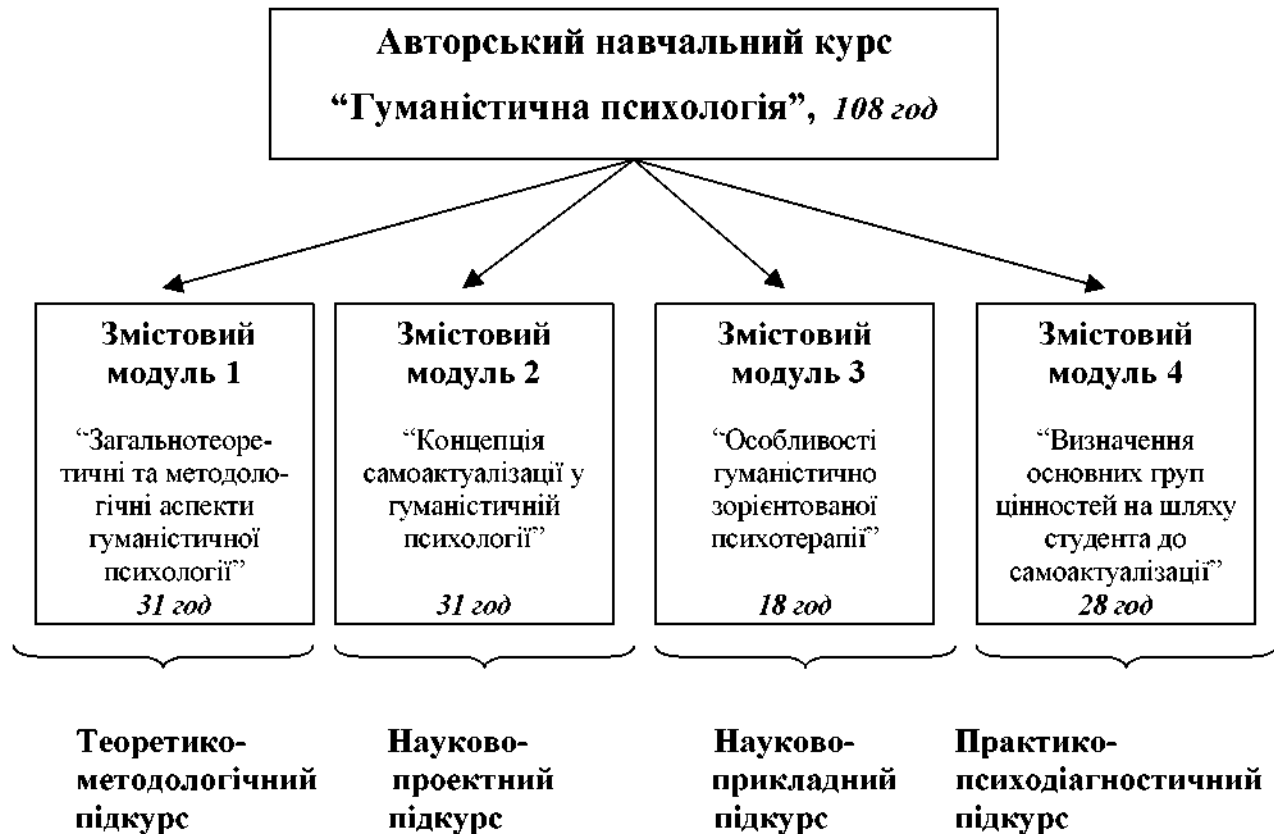 Авторський навчальний курс
“Гуманістична психологія”, 108 год
Змістовий
модуль 1
“Загальнотеоре-
тичні та методоло-
гічні аспекти
гуманістичної
психології”
31 год
Змістовий
модуль 2
“Концепція
самоактуалізації у
гуманістичній
психології”
31 год
Змістовий
модуль 3
“Особливості
гуманістично
зорієнтованої
психотерапії”
18 год
Змістовий
модуль 4
“Визначення
основних груп
цінностей на шляху
студента до
самоактуалізації”
28 год
Теоретико-
методологічний
підкурс
Науково-
проектний
підкурс
Науково-
прикладний
підкурс
Практико-
психодіагностичний
підкурс